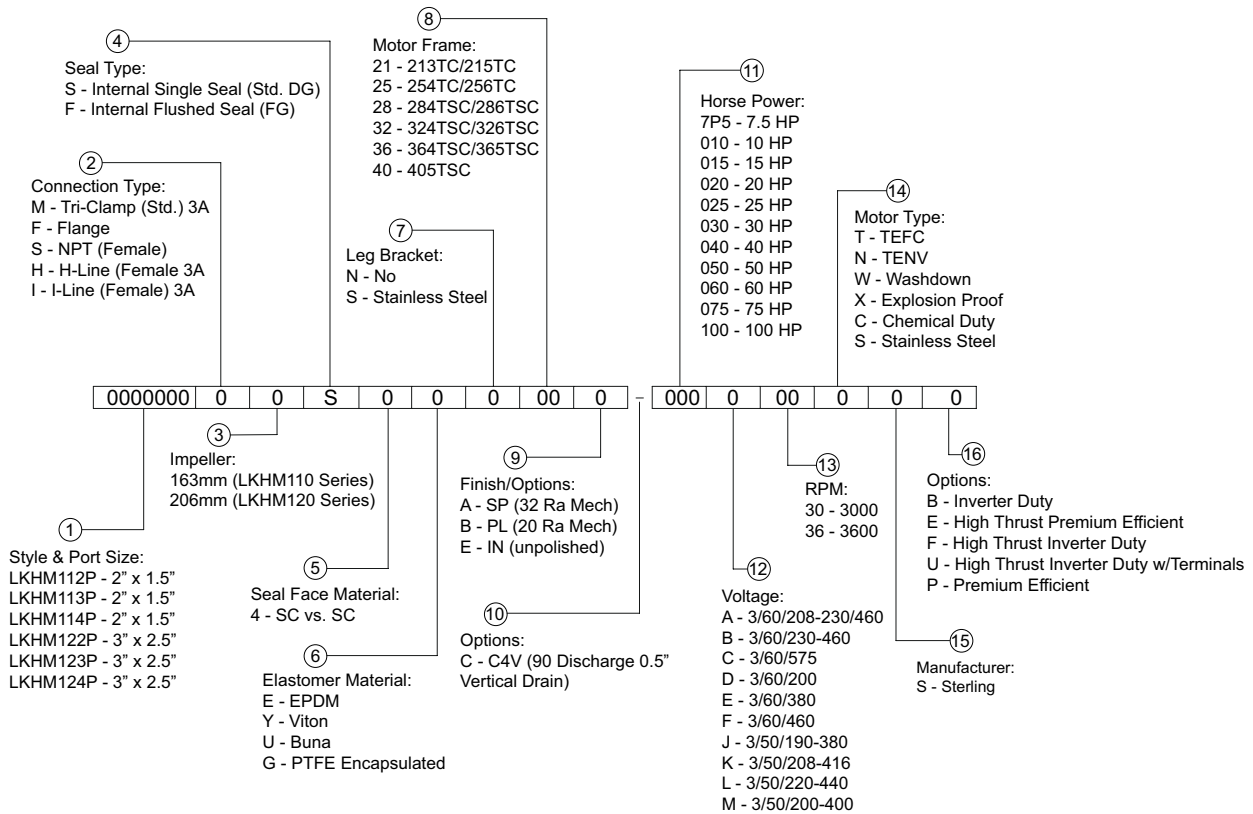 ④
Seal Type:
S - Internal Single Seal (Std. DG)
F - Internal Flushed Seal (FG)
⑧
Motor Frame:
21 - 213TC/215TC
25 - 254TC/256TC
28 - 284TSC/286TSC
32 - 324TSC/326TSC
36 - 364TSC/365TSC
40 - 405TSC
⑪
Horse Power:
7P5 - 7.5 HP
010 - 10 HP
015 - 15 HP
020 - 20 HP
025 - 25 HP
030 - 30 HP
040 - 40 HP
050 - 50 HP
060 - 60 HP
075 - 75 HP
100 - 100 HP
②
Connection Type:
M - Tri-Clamp (Std.) 3A
F - Flange
S - NPT (Female)
H - H-Line (Female 3A
I - I-Line (Female) 3A
⑦
Leg Bracket:
N - No
S - Stainless Steel
⑭
Motor Type:
T - TEFC
N - TENV
W - Washdown
X - Explosion Proof
C - Chemical Duty
S - Stainless Steel
0000000 0 0 S 0 0 0 00 0 - 000 0 00 0 0 0
①
Style & Port Size:
LKHM112P - 2” x 1.5”
LKHM113P - 2” x 1.5”
LKHM114P - 2” x 1.5”
LKHM122P - 3” x 2.5”
LKHM123P - 3” x 2.5”
LKHM124P - 3” x 2.5”
③
Impeller:
163mm (LKHM110 Series)
206mm (LKHM120 Series)
⑤
Seal Face Material:
4 - SC vs. SC
⑥
Elastomer Material:
E - EPDM
Y - Viton
U - Buna
G - PTFE Encapsulated
⑨
Finish/Options:
A - SP (32 Ra Mech)
B - PL (20 Ra Mech)
E - IN (unpolished)
⑩
Options:
C - C4V (90 Discharge 0.5”
Vertical Drain)
⑫
Voltage:
A - 3/60/208-230/460
B - 3/60/230-460
C - 3/60/575
D - 3/60/200
E - 3/60/380
F - 3/60/460
J - 3/50/190-380
K - 3/50/208-416
L - 3/50/220-440
M - 3/50/200-400
⑬
RPM:
30 - 3000
36 - 3600
⑮
Manufacturer:
S - Sterling
⑯
Options:
B - Inverter Duty
E - High Thrust Premium Efficient
F - High Thrust Inverter Duty
U - High Thrust Inverter Duty w/Terminals
P - Premium Efficient